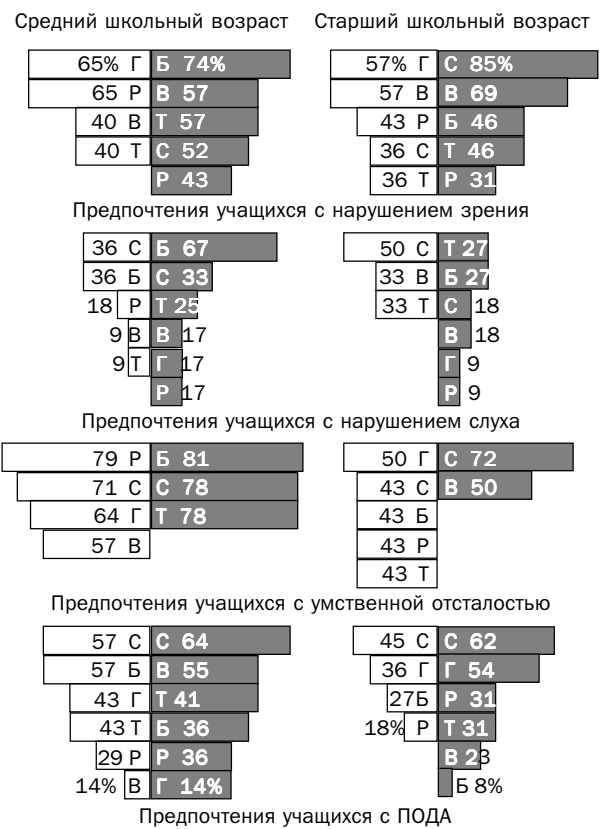 Средний школьный возраст Старший школьный возраст
65% Г Б 74% 57% Г С 85%
65 Р В 57 57 В В 69
40 В Т 57 43 Р Б 46
40 Т С 52 36 С Т 46
Р 43 36 Т Р 31
Предпочтения учащихся с нарушением зрения
36 С Б 67 50 С Т 27
36 Б С 33 33 В Б 27
18 Р Т 25 33 Т С 18
9 В В 17 В 18
9 Т Г 17 Г 9
Р 17 Р 9
Предпочтения учащихся с нарушением слуха
79 Р Б 81 50 Г С 72
71 С С 78 43 С В 50
64 Г Т 78 43 Б
57 В 43 Р
43 Т
Предпочтения учащихся с умственной отсталостью
57 С С 64 45 С С 62
57 Б В 55 36 Г Г 54
43 Г Т 41 27Б Р 31
43 Т Б 36 18% Р Т 31
29 Р Р 36 В 23
14% В Г 14% Б 8%
Предпочтения учащихся с ПОДА